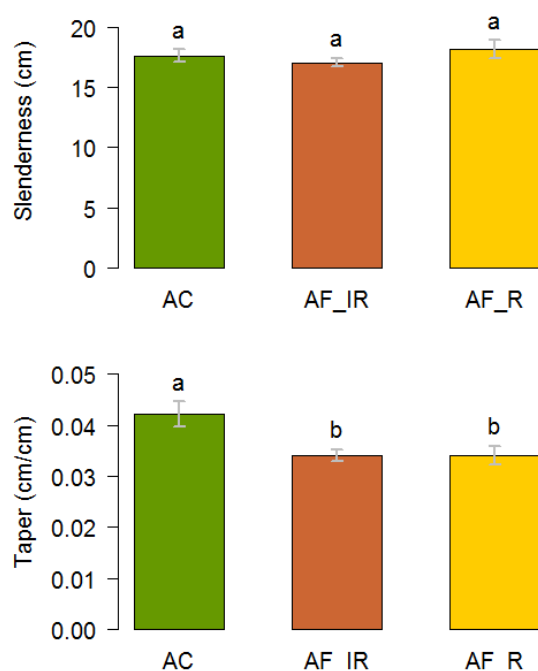 Slenderness (cm)
20
15
10
5
0
a
a
a
AC
AF_IR
AF_R
Taper (cm/cm)
0.05
0.04
0.03
0.02
0.01
0.00
a
b
b
AC
AF_IR
AF_R